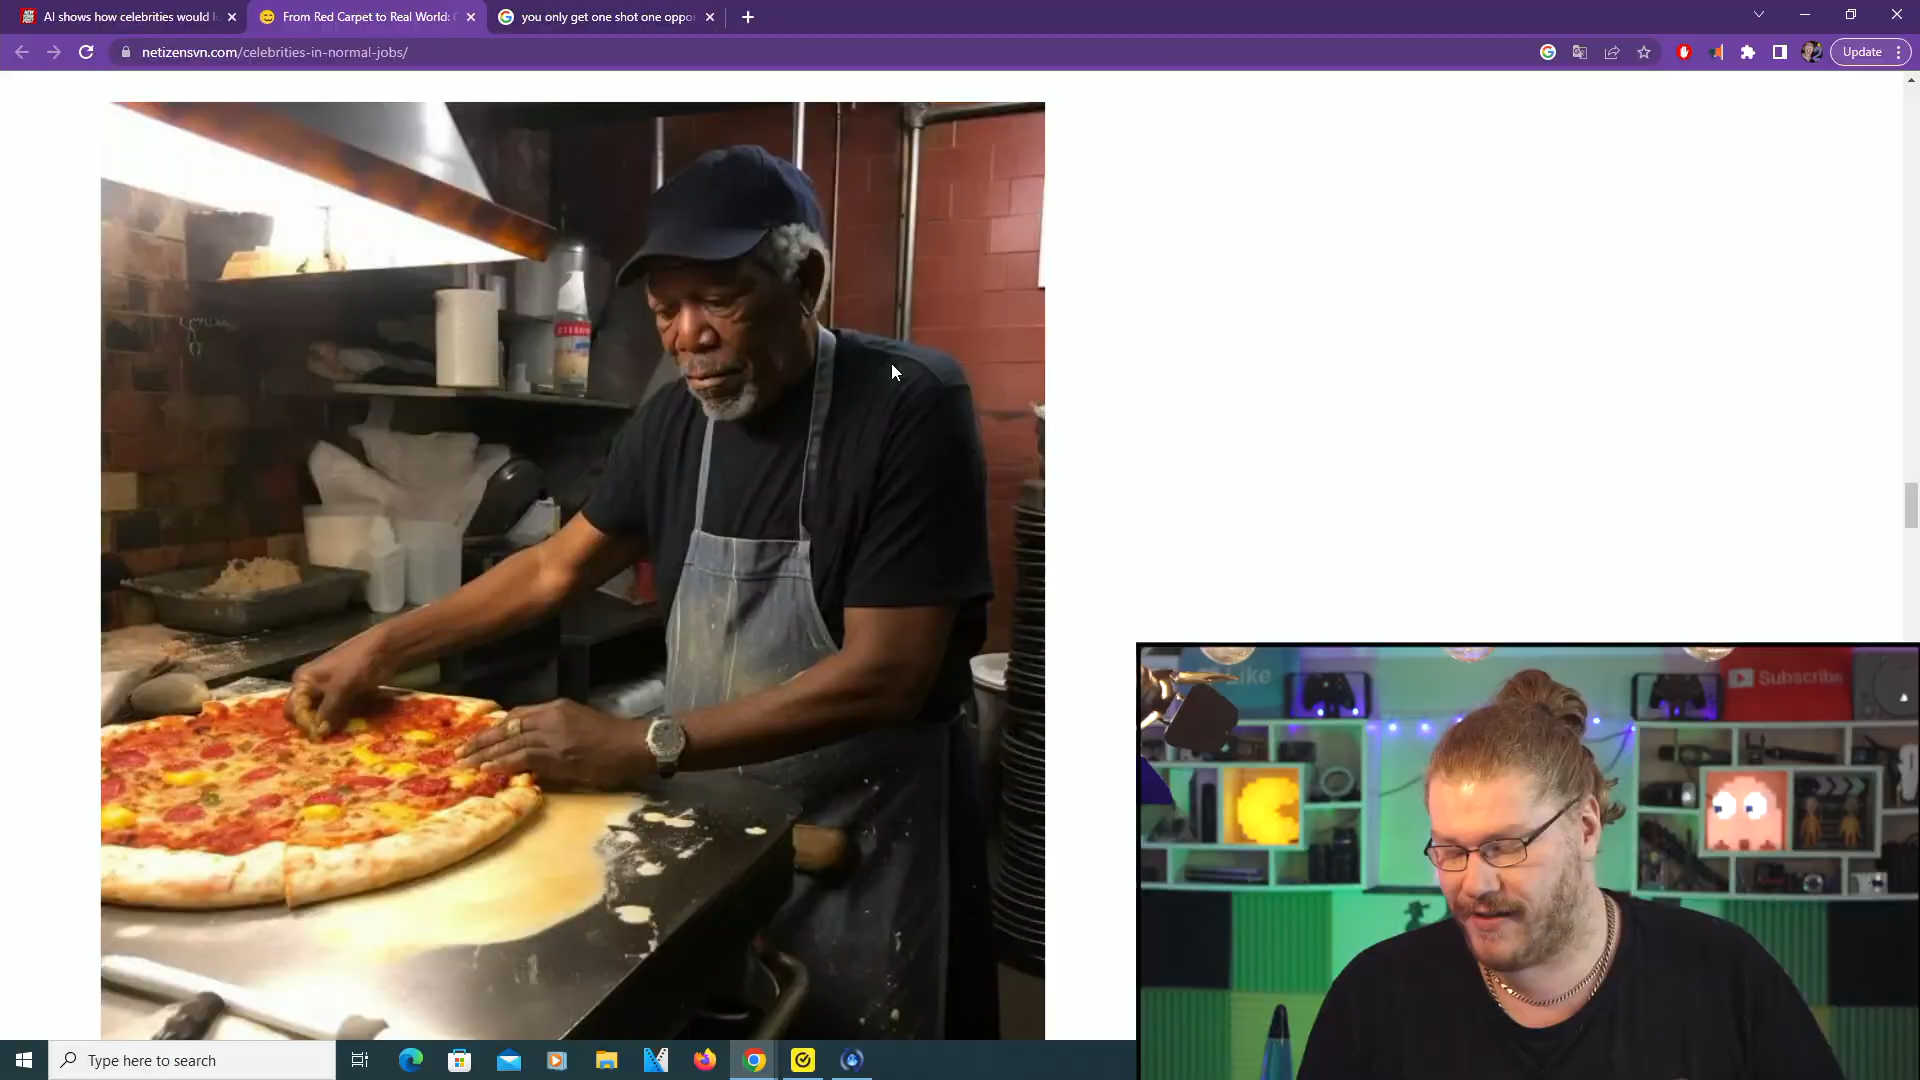 AI shows how celebrities would l
From Red Carpet to Real World:
you only get one shot one oppor
netizensvn.com/celebrities-in-normal-jobs/
Update
Subscribe
Type here to search